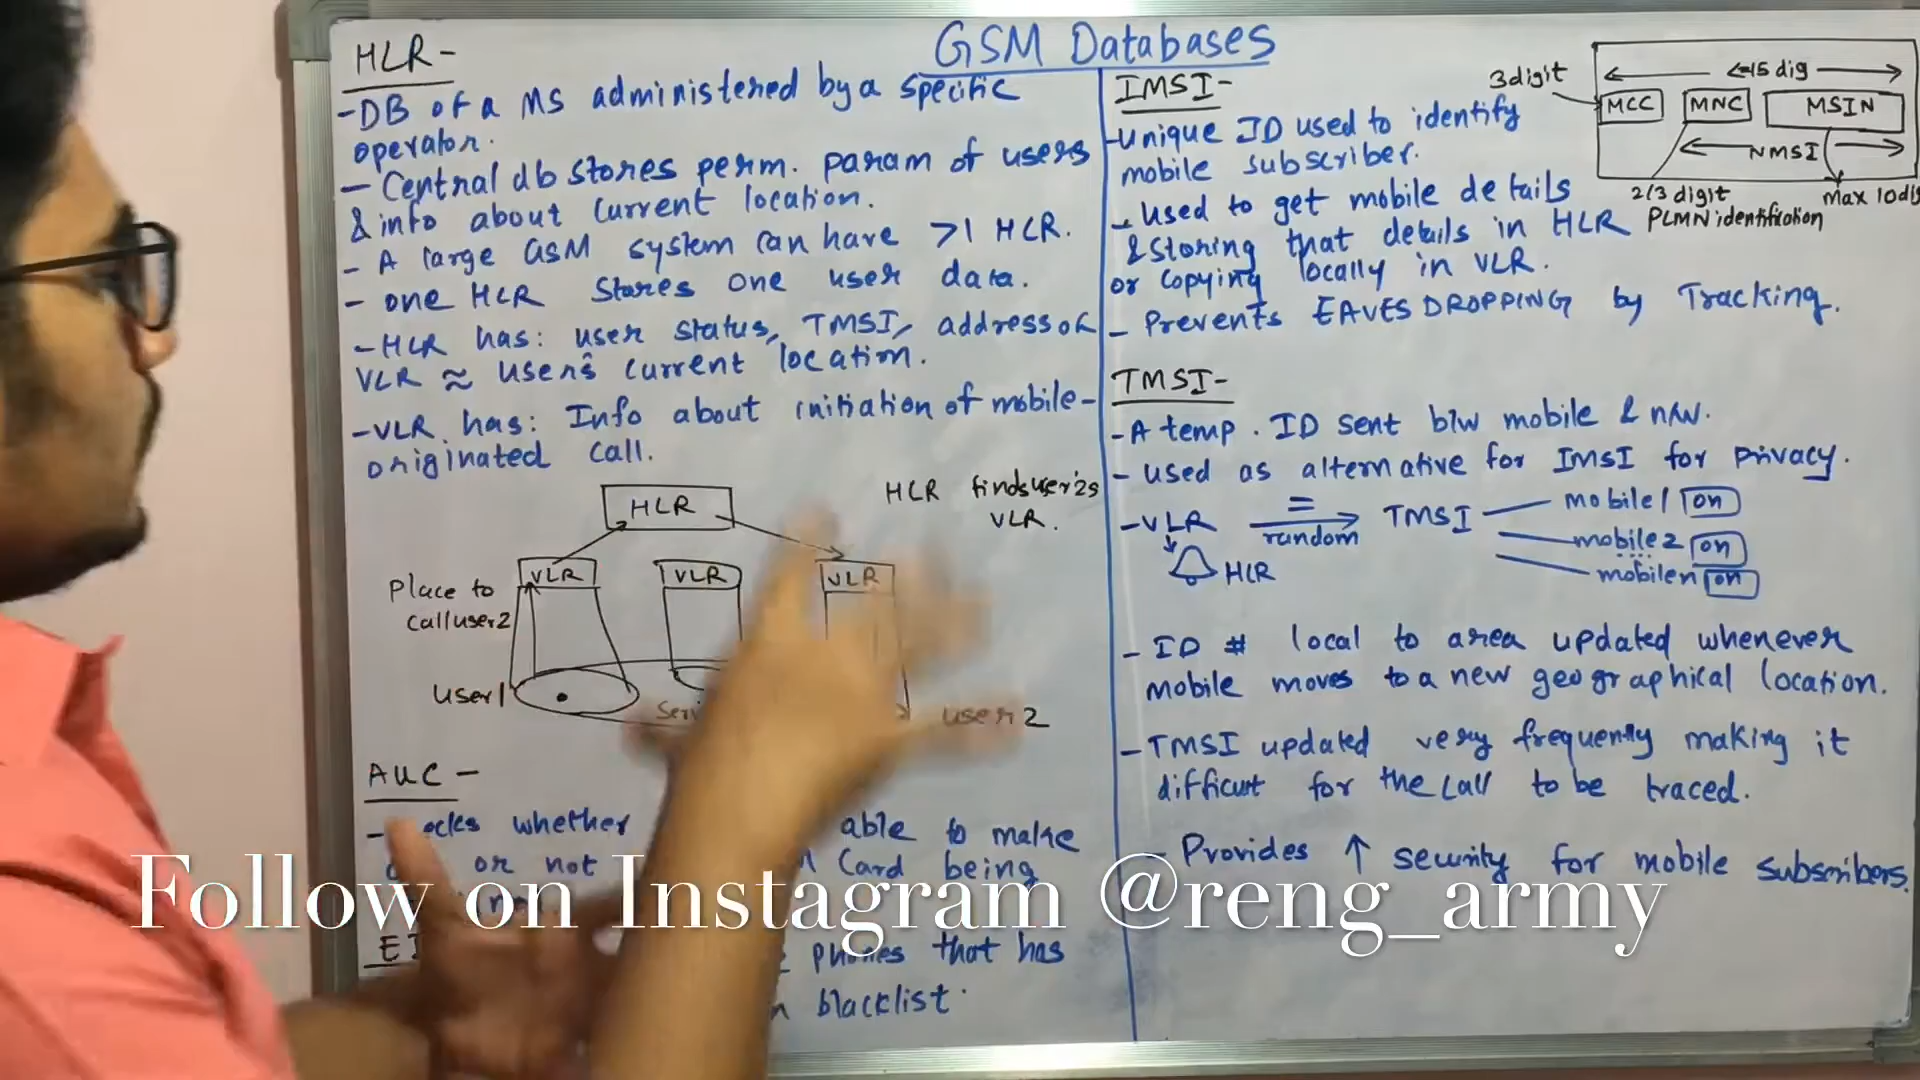 GSM Databases
HLR-
-DB of a MS administered by a specific
operator.
- Central db stores perm. param of users
& info about current location.
- A large GSM system can have >1 HLR.
- one HLR stores one user data.
-HLR has: user status, TMSI, address of
VLR ≈ user's current location.
-VLR has: Info about initiation of mobile-
originated call.
HLR
HLR finds user2s
VLR.
VLR
VLR
VLR
Place to
call user2
user1
user2
AUC -
whether able to make
or not card being
phones that has
blacklist.
IMSI-
-unique ID used to identify
mobile subscriber.
- used to get mobile details
& storing that details in HLR
or copying locally in VLR.
- Prevents EAVESDROPPING by Tracking.
3digit
15 dig
MCC MNC MSIN
NMSI
2/3 digit
PLMN identification
max 10
TMSI-
-A temp. ID sent b/w mobile & n/w.
- used as alternative for IMSI for privacy.
-VLR = random TMSI
mobile1 on
mobile2 on
mobilen on
HLR
- ID # local to area updated whenever
mobile moves to a new geographical location.
- TMSI updated very frequently making it
difficult for the call to be traced.
- Provides ↑ security for mobile subscribers.
Follow on Instagram @reng_army